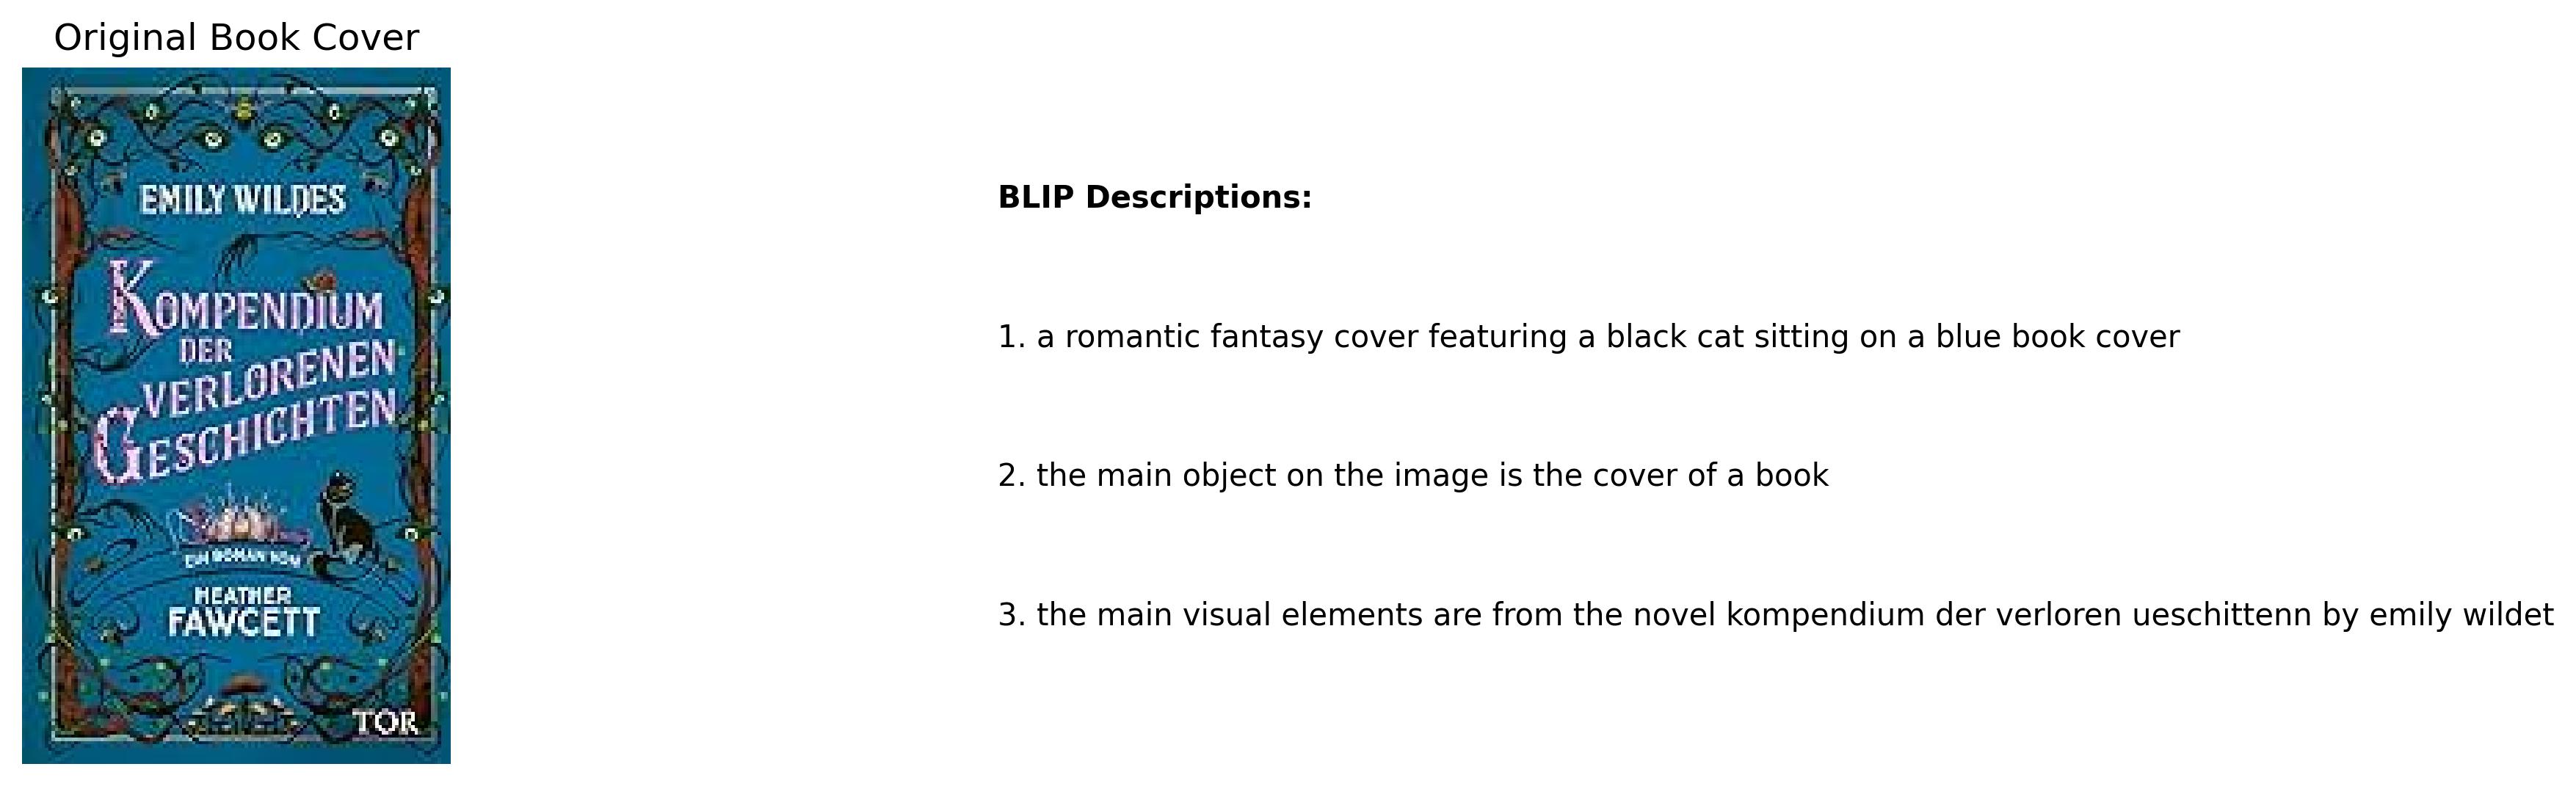 Original Book Cover
EMILY WILDES
KOMPENDIUM
DER
VERLORENEN
GESCHICHTEN
EIN ROMAN VON
HEATHER
FAWCETT
TOR
BLIP Descriptions:
1. a romantic fantasy cover featuring a black cat sitting on a blue book cover
2. the main object on the image is the cover of a book
3. the main visual elements are from the novel kompendium der verloren ueschittenn by emily wildet